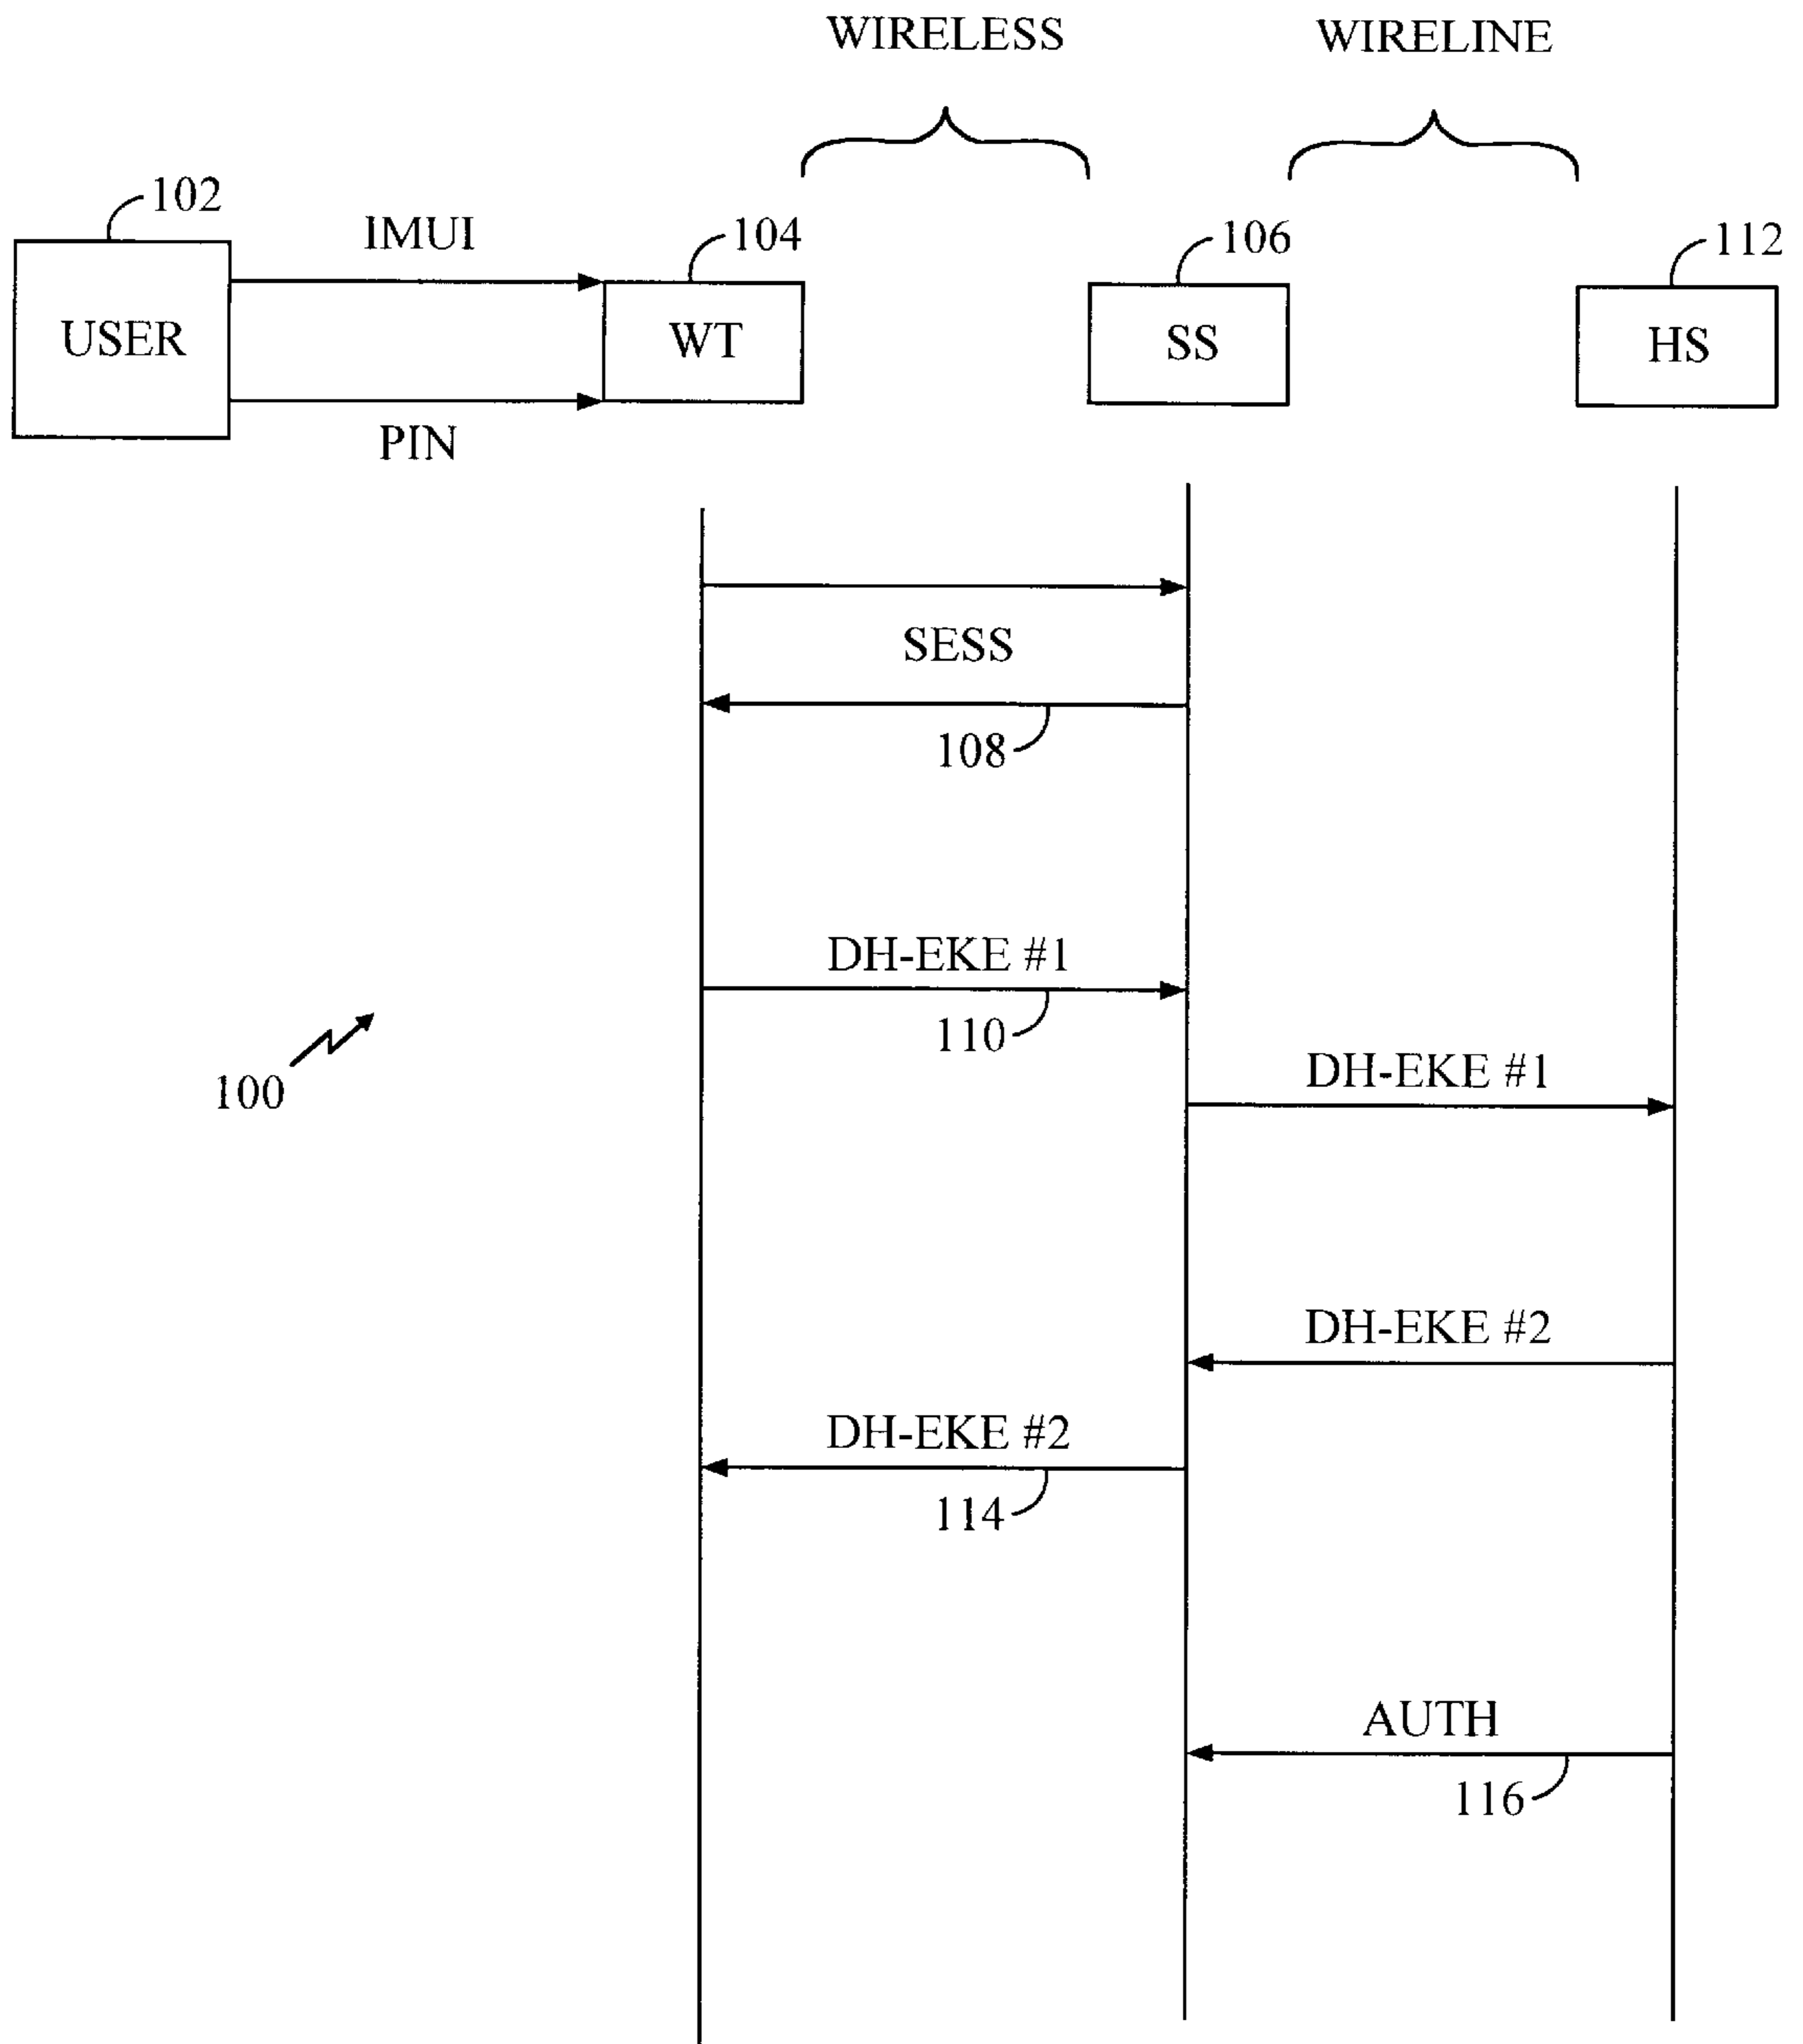 WIRELESS
WIRELINE
102
IMUI
104
106
112
USER
WT
SS
HS
PIN
SESS
108
DH-EKE #1
110
100
DH-EKE #1
DH-EKE #2
DH-EKE #2
114
AUTH
116